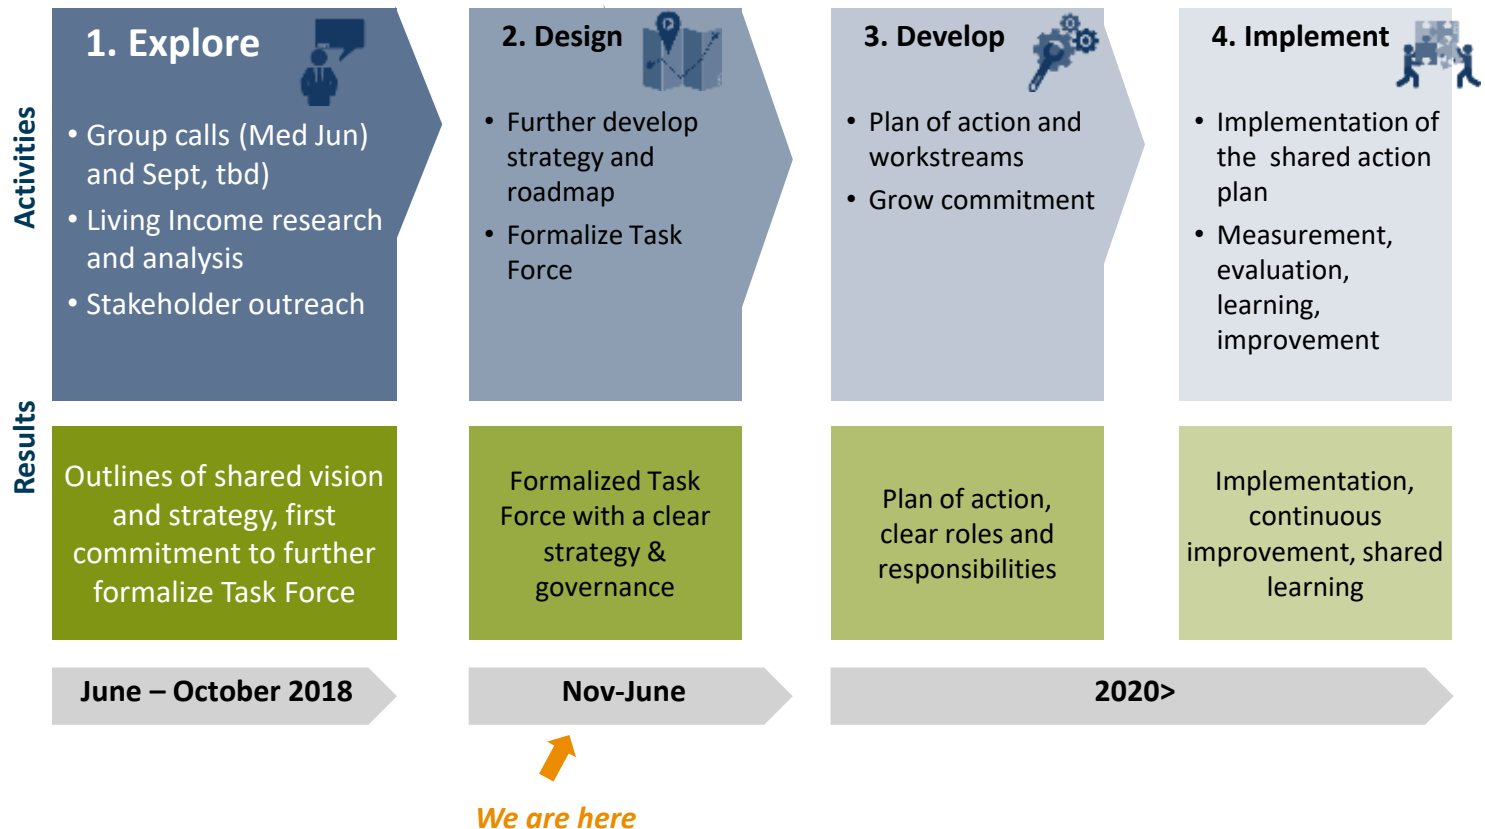 Activities
Results
1. Explore
• Group calls (Med Jun)
and Sept, tbd)
• Living Income research
and analysis
• Stakeholder outreach
2. Design
• Further develop
strategy and
roadmap
• Formalize Task
Force
3. Develop
• Plan of action and
workstreams
• Grow commitment
4. Implement
• Implementation of
the shared action
plan
• Measurement,
evaluation,
learning,
improvement
Outlines of shared vision
and strategy, first
commitment to further
formalize Task Force
Formalized Task
Force with a clear
strategy &
governance
Plan of action,
clear roles and
responsibilities
Implementation,
continuous
improvement, shared
learning
June – October 2018
Nov-June
2020>
We are here